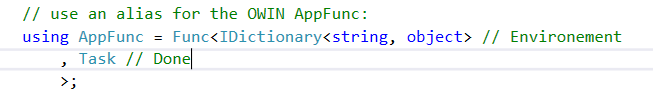 // use an alias for the OWIN AppFunc:
using AppFunc = Func<IDictionary<string, object> // Environement
, Task // Done
>;